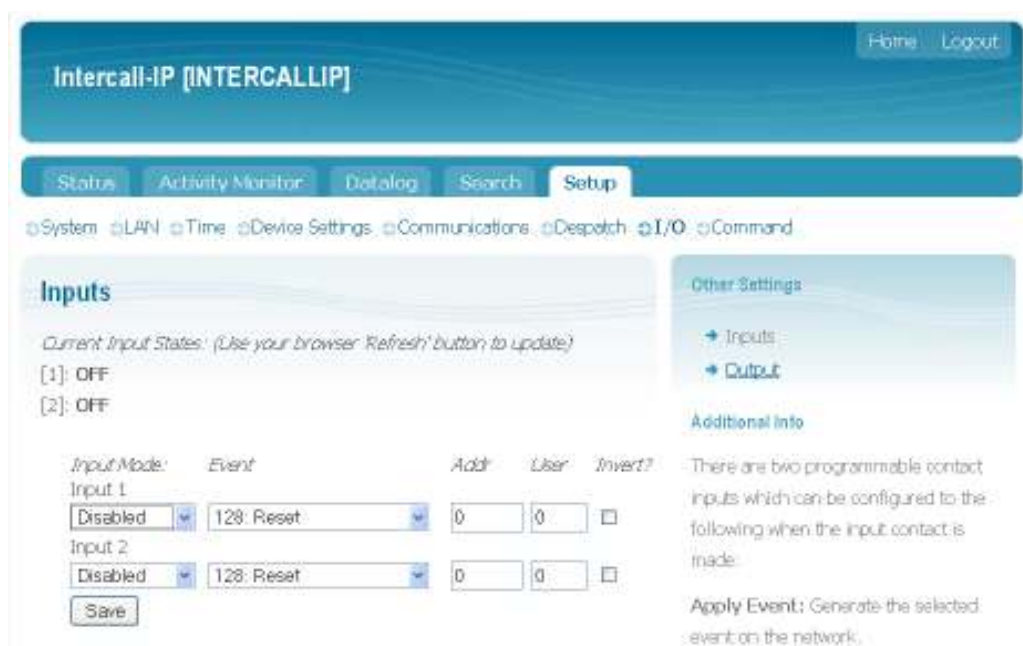 Home Logout
Intercall-IP [INTERCALLIP]
Status Activity Monitor Datalog Search Setup
System LAN Time Device Settings Communications Despatch I/O Command
Inputs
Current Input States: (Use your browser 'Refresh' button to update)
[1]: OFF
[2]: OFF
Input Mode: Event Addr User Invert?
Input 1
Disabled 128: Reset 0 0
Input 2
Disabled 128: Reset 0 0
Save
Other Settings
Inputs
Output
Additional Info
There are two programmable contact
inputs which can be configured to the
following when the input contact is
made:
Apply Event: Generate the selected
event on the network.